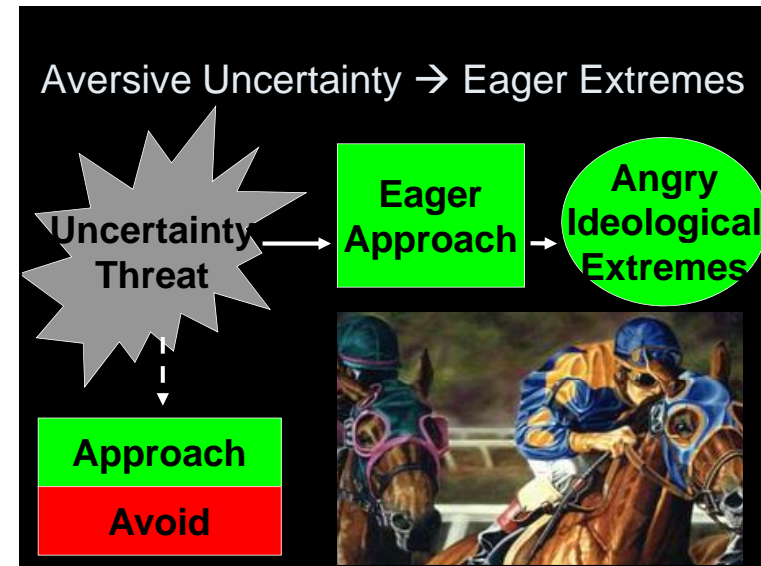 Aversive Uncertainty → Eager Extremes
Uncertainty
Threat
Eager
Approach
Angry
Ideological
Extremes
Approach
Avoid